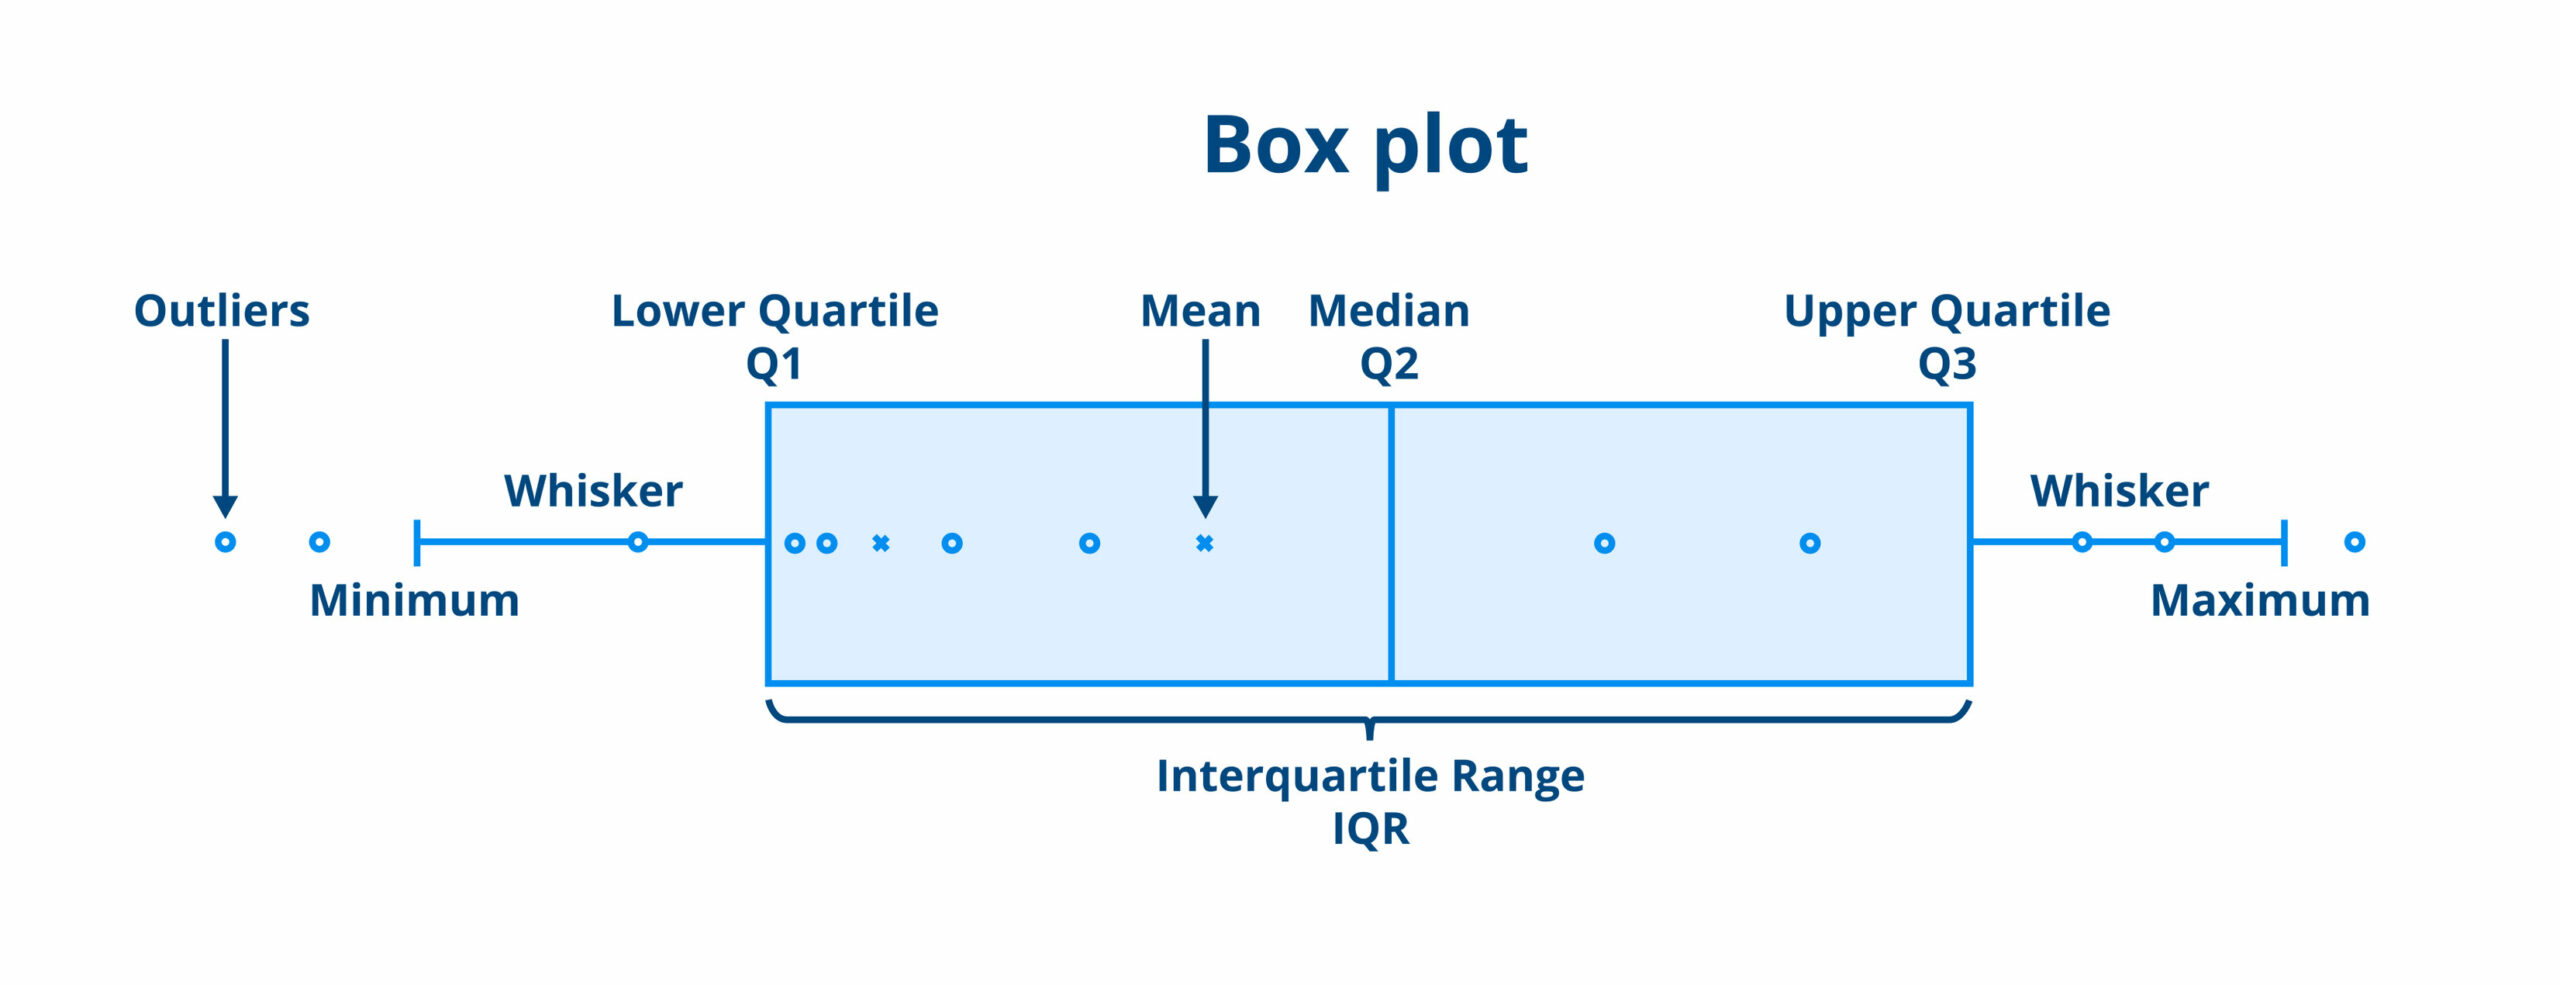 Box plot
Outliers
Lower Quartile
Q1
Mean
Median
Q2
Upper Quartile
Q3
Whisker
Whisker
Minimum
Maximum
Interquartile Range
IQR